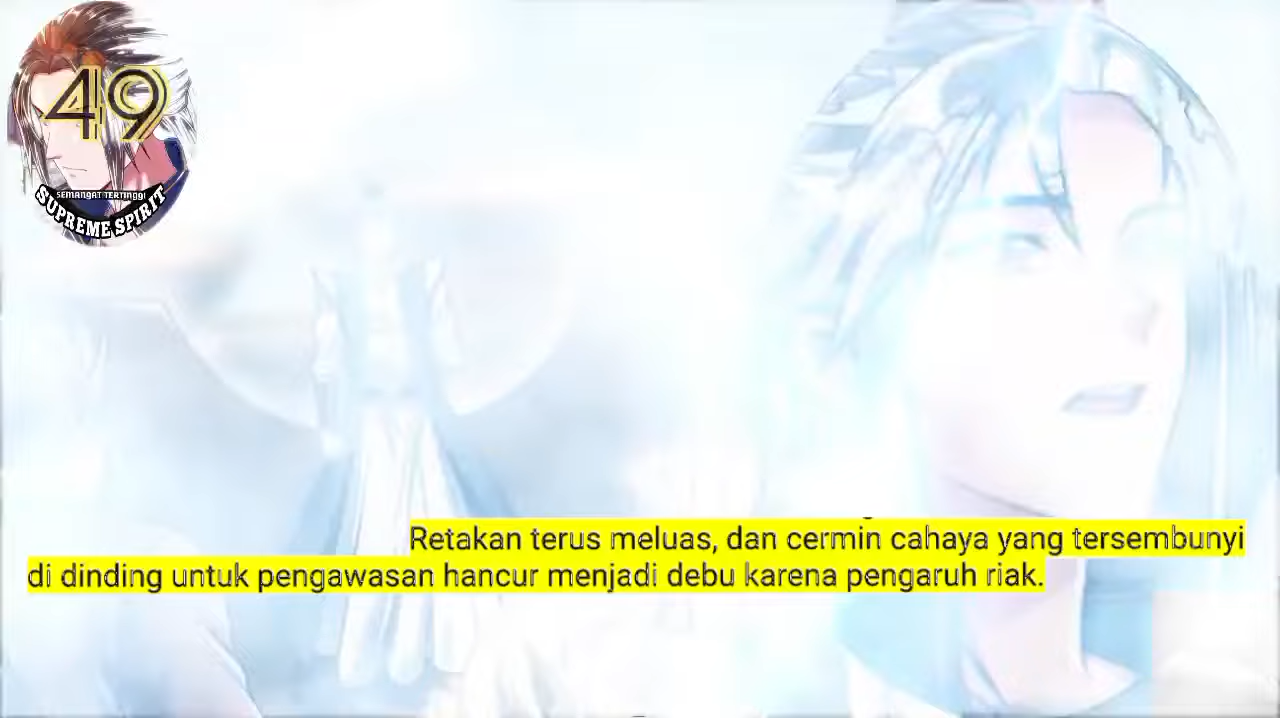 49
SEMANGAT TERTINGGI
SUPREME SPIRIT
Retakan terus meluas, dan cermin cahaya yang tersembunyi
di dinding untuk pengawasan hancur menjadi debu karena pengaruh riak.